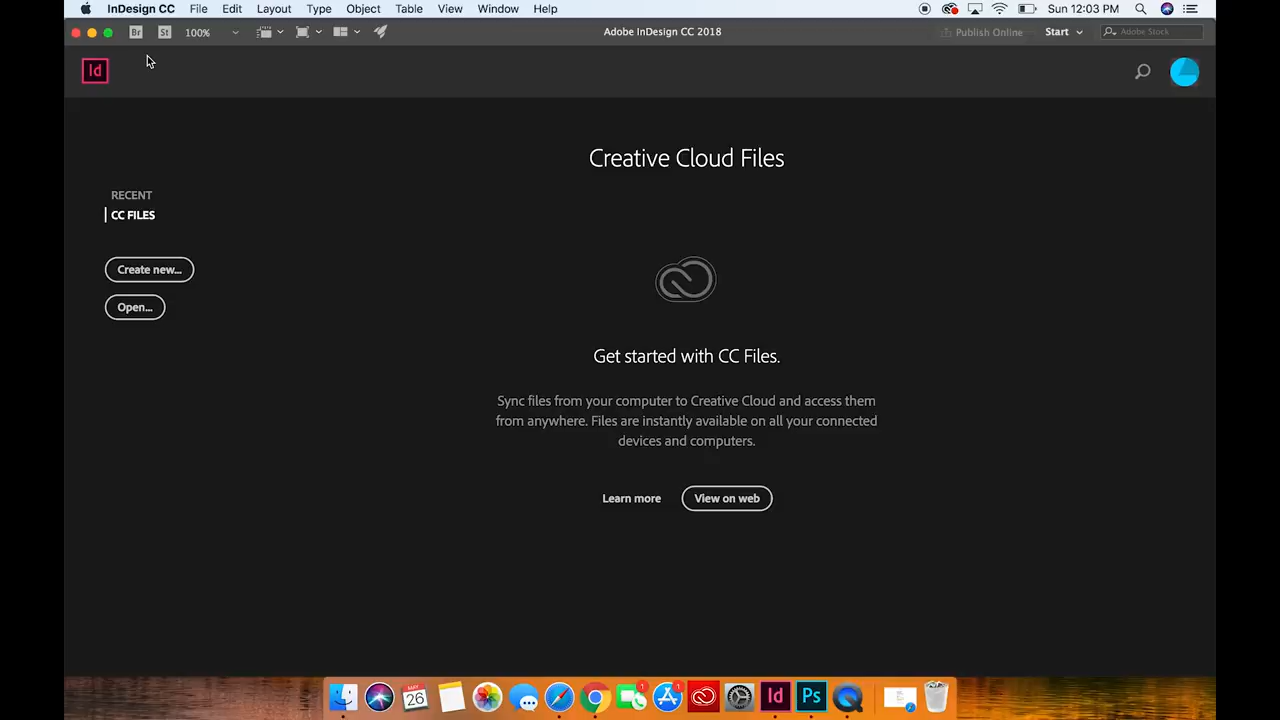 InDesign CC File Edit Layout Type Object Table View Window Help Sun 12:03 PM
Br St 100% Adobe InDesign CC 2018 Publish Online Start Adobe Stock
Id
Creative Cloud Files
RECENT
CC FILES
Create new...
Open...
Get started with CC Files.
Sync files from your computer to Creative Cloud and access them
from anywhere. Files are instantly available on all your connected
devices and computers.
Learn more View on web
26 1 1 Id Ps